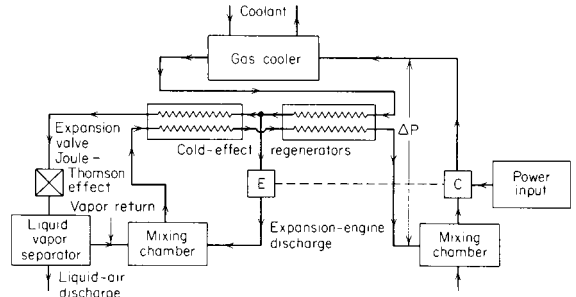 Coolant
Gas cooler
ΔP
Expansion
valve
Joule-
Thomson
effect
Cold-effect regenerators
E
C
Power
input
Vapor return
Liquid
vapor
separator
Mixing
chamber
Expansion-engine
discharge
Mixing
chamber
Liquid-air
discharge